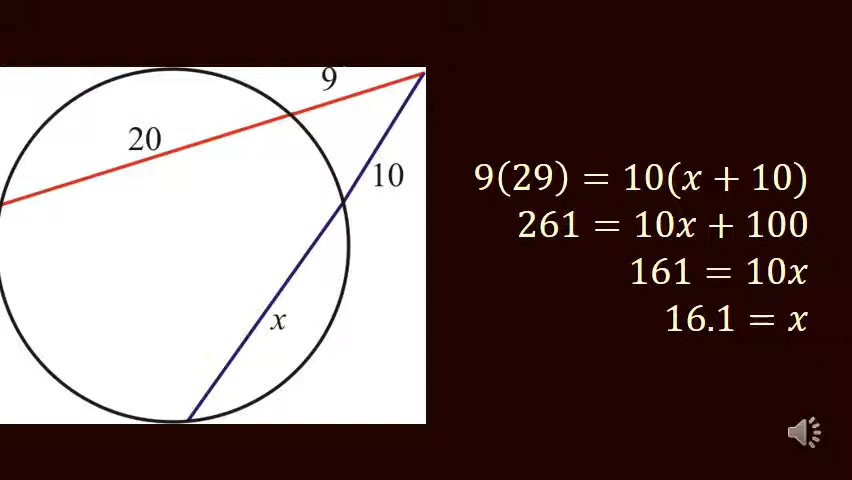 9
20
10
x
9(29) = 10(x + 10)
261 = 10x + 100
161 = 10x
16.1 = x